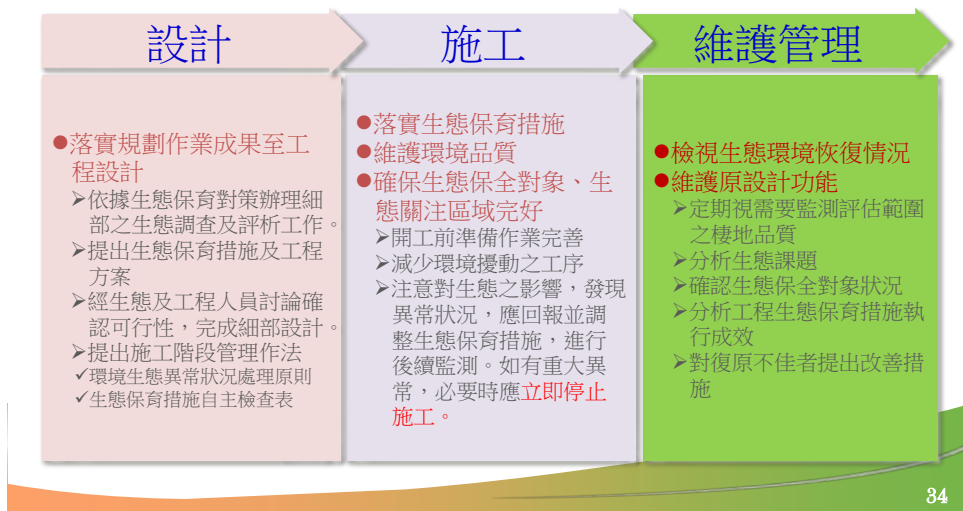 設計
●落實規劃作業成果至工
程設計
➢依據生態保育對策辦理細
部之生態調查及評析工作。
➢提出生態保育措施及工程
方案
➢經生態及工程人員討論確
認可行性，完成細部設計。
➢提出施工階段管理作法
✓環境生態異常狀況處理原則
✓生態保育措施自主檢查表
施工
●落實生態保育措施
●維護環境品質
●確保生態保全對象、生
態關注區域完好
➢開工前準備作業完善
➢減少環境擾動之工序
➢注意對生態之影響，發現
異常狀況，應回報並調
整生態保育措施，進行
後續監測。如有重大異
常，必要時應立即停止
施工。
維護管理
●檢視生態環境恢復情況
●維護原設計功能
➢定期視需要監測評估範圍
之棲地品質
➢分析生態課題
➢確認生態保全對象狀況
➢分析工程生態保育措施執
行成效
➢對復原不佳者提出改善措
施
34